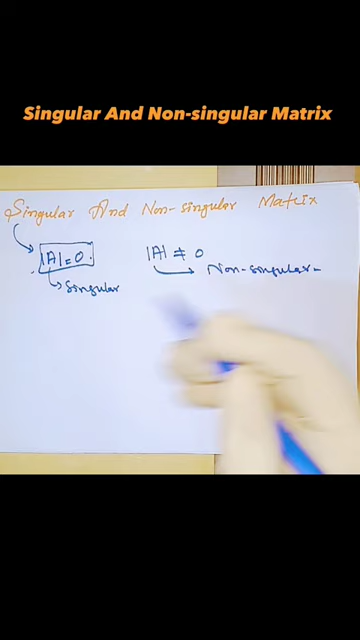 Singular And Non-singular Matrix
Singular And Non-singular Matrix
|A| = 0. |A| ≠ 0
Non-singular-
Singular